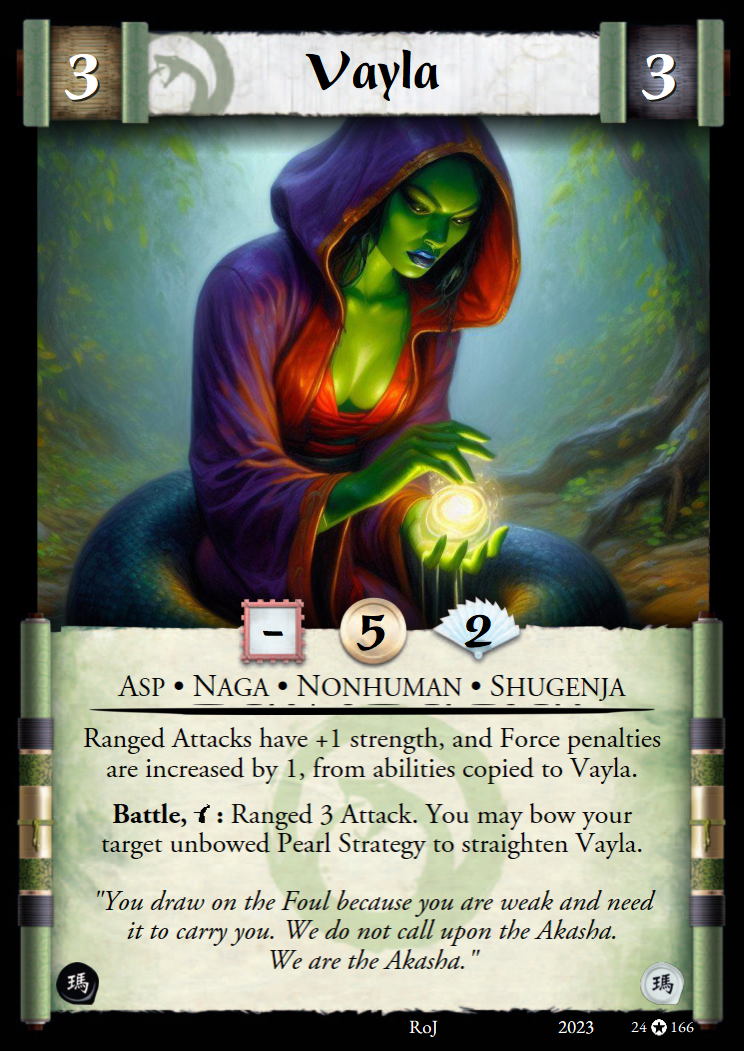 3 Vayla 3
- 5 2
ASP • NAGA • NONHUMAN • SHUGENJA
Ranged Attacks have +1 strength, and Force penalties
are increased by 1, from abilities copied to Vayla.
Battle, : Ranged 3 Attack. You may bow your
target unbowed Pearl Strategy to straighten Vayla.
"You draw on the Foul because you are weak and need
it to carry you. We do not call upon the Akasha.
We are the Akasha."
瑪 瑪
RoJ 2023 24 166